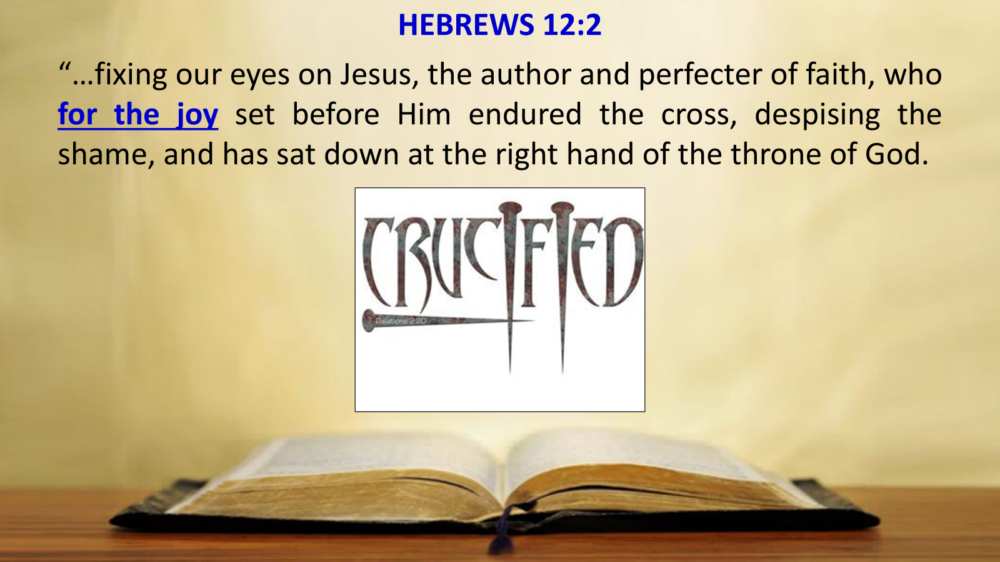 HEBREWS 12:2
“…fixing our eyes on Jesus, the author and perfecter of faith, who
for the joy set before Him endured the cross, despising the
shame, and has sat down at the right hand of the throne of God.
CRUCIFIED
Galations 2:20